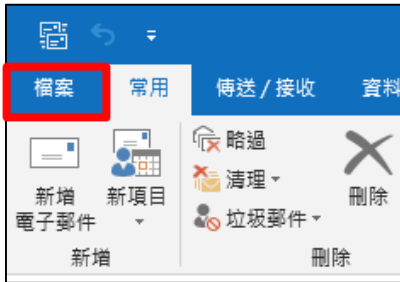 檔案 常用 傳送 / 接收 資料
新增
電子郵件
新項目
略過
清理
垃圾郵件
刪除
新增 刪除